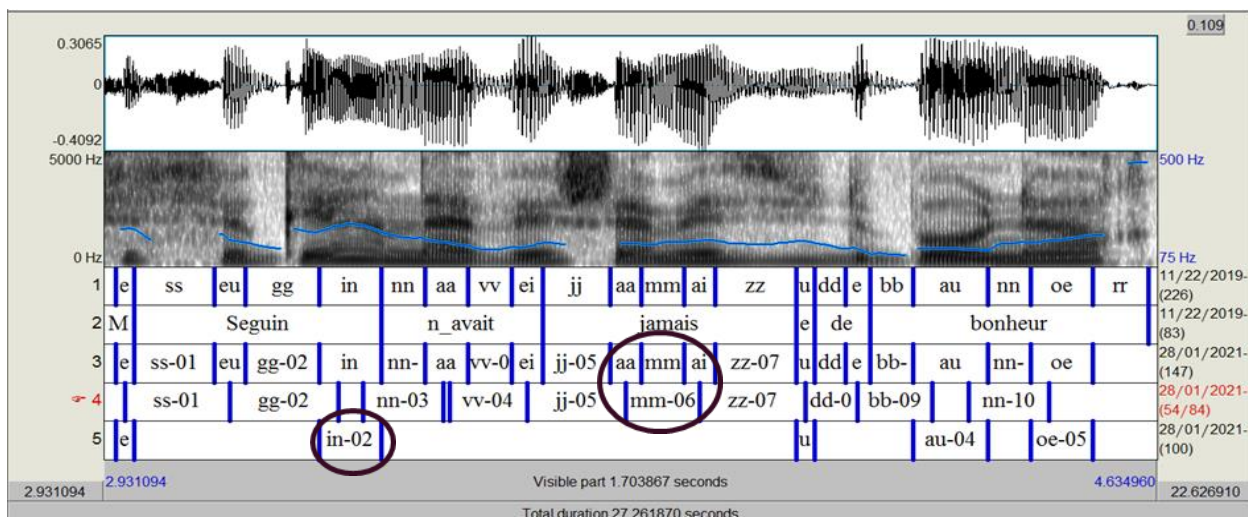 0.109
0.3065
0
-0.4092
5000 Hz
500 Hz
0 Hz
75 Hz
1 e ss eu gg in nn aa vv ei jj aa mm ai zz u dd e bb au nn oe rr 11/22/2019- (226)
2 M Seguin n_avait jamais e de bonheur 11/22/2019- (83)
3 e ss-01 eu gg-02 in nn- aa vv-0 ei jj-05 aa mm ai zz-07 u dd e bb- au nn- oe 28/01/2021- (147)
4 ss-01 gg-02 nn-03 vv-04 jj-05 mm-06 zz-07 dd-0 bb-09 nn-10 28/01/2021- (54/84)
5 e in-02 u au-04 oe-05 28/01/2021- (100)
2.931094 2.931094 Visible part 1.703867 seconds 4.634960 22.626910
Total duration 27.261870 seconds